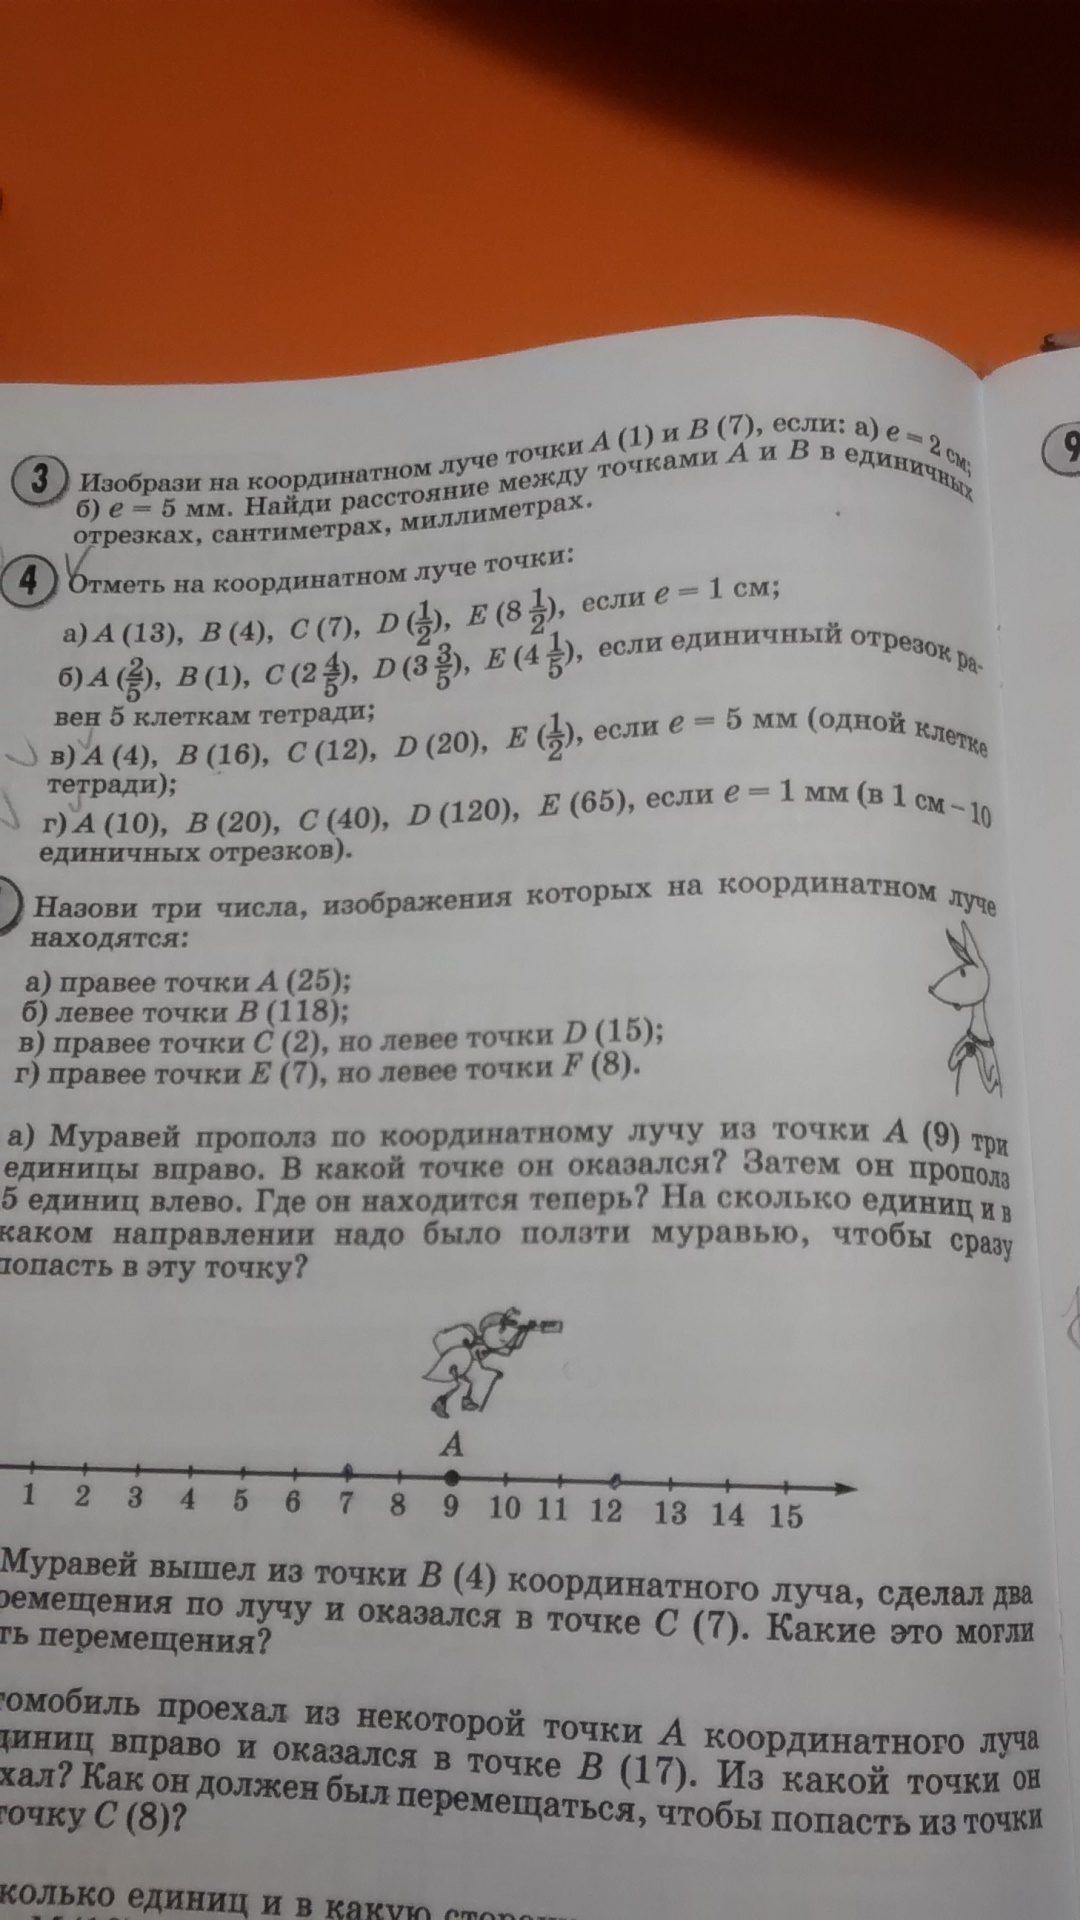 3 Изобрази на координатном луче точки A (1) и B (7), если: а) e = 2 см;
б) e = 5 мм. Найди расстояние между точками A и B в единичных
отрезках, сантиметрах, миллиметрах.
4 Отметь на координатном луче точки:
а) A (13), B (4), C (7), D (1/2), E (8 1/2), если e = 1 см;
б) A (2/5), B (1), C (2 4/5), D (3 3/5), E (4 1/5), если единичный отрезок ра-
вен 5 клеткам тетради;
в) A (4), B (16), C (12), D (20), E (1/2), если e = 5 мм (одной клетке
тетради);
г) A (10), B (20), C (40), D (120), E (65), если e = 1 мм (в 1 см – 10
единичных отрезков).
Назови три числа, изображения которых на координатном луче
находятся:
а) правее точки A (25);
б) левее точки B (118);
в) правее точки C (2), но левее точки D (15);
г) правее точки E (7), но левее точки F (8).
а) Муравей прополз по координатному лучу из точки A (9) три
единицы вправо. В какой точке он оказался? Затем он прополз
5 единиц влево. Где он находится теперь? На сколько единиц и в
каком направлении надо было ползти муравью, чтобы сразу
попасть в эту точку?
A
1 2 3 4 5 6 7 8 9 10 11 12 13 14 15
Муравей вышел из точки B (4) координатного луча, сделал два
ремещения по лучу и оказался в точке C (7). Какие это могли
ть перемещения?
томобиль проехал из некоторой точки A координатного луча
диниц вправо и оказался в точке B (17). Из какой точки он
хал? Как он должен был перемещаться, чтобы попасть из точки
точку C (8)?
колько единиц и в какую
9